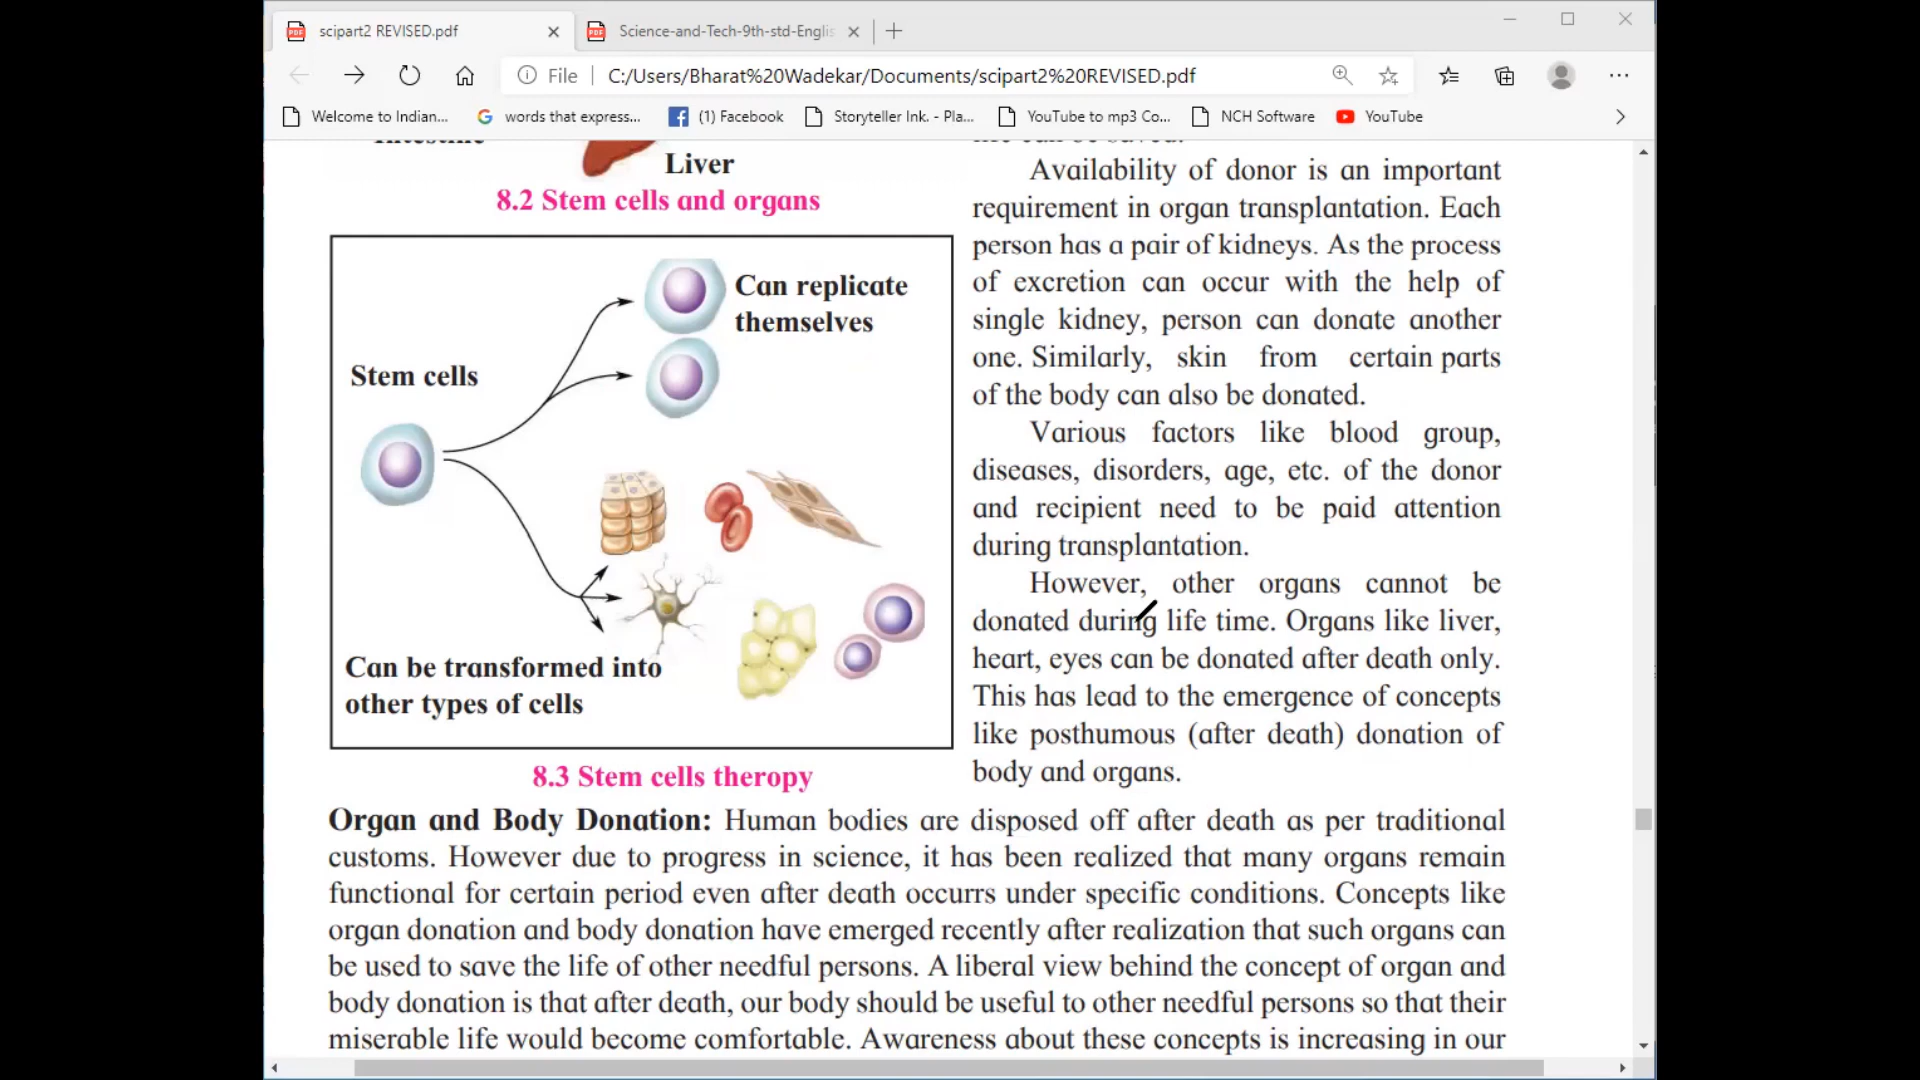 scipart2 REVISED.pdf
Science-and-Tech-9th-std-Englis
File
C:/Users/Bharat%20Wadekar/Documents/scipart2%20REVISED.pdf
Welcome to Indian...
words that express...
(1) Facebook
Storyteller Ink. - Pla...
YouTube to mp3 Co...
NCH Software
YouTube
Liver
8.2 Stem cells and organs
Can replicate
themselves
Stem cells
Can be transformed into
other types of cells
8.3 Stem cells theropy
Availability of donor is an important
requirement in organ transplantation. Each
person has a pair of kidneys. As the process
of excretion can occur with the help of
single kidney, person can donate another
one. Similarly, skin from certain parts
of the body can also be donated.
Various factors like blood group,
diseases, disorders, age, etc. of the donor
and recipient need to be paid attention
during transplantation.
However, other organs cannot be
donated during life time. Organs like liver,
heart, eyes can be donated after death only.
This has lead to the emergence of concepts
like posthumous (after death) donation of
body and organs.
Organ and Body Donation: Human bodies are disposed off after death as per traditional
customs. However due to progress in science, it has been realized that many organs remain
functional for certain period even after death occurrs under specific conditions. Concepts like
organ donation and body donation have emerged recently after realization that such organs can
be used to save the life of other needful persons. A liberal view behind the concept of organ and
body donation is that after death, our body should be useful to other needful persons so that their
miserable life would become comfortable. Awareness about these concepts is increasing in our